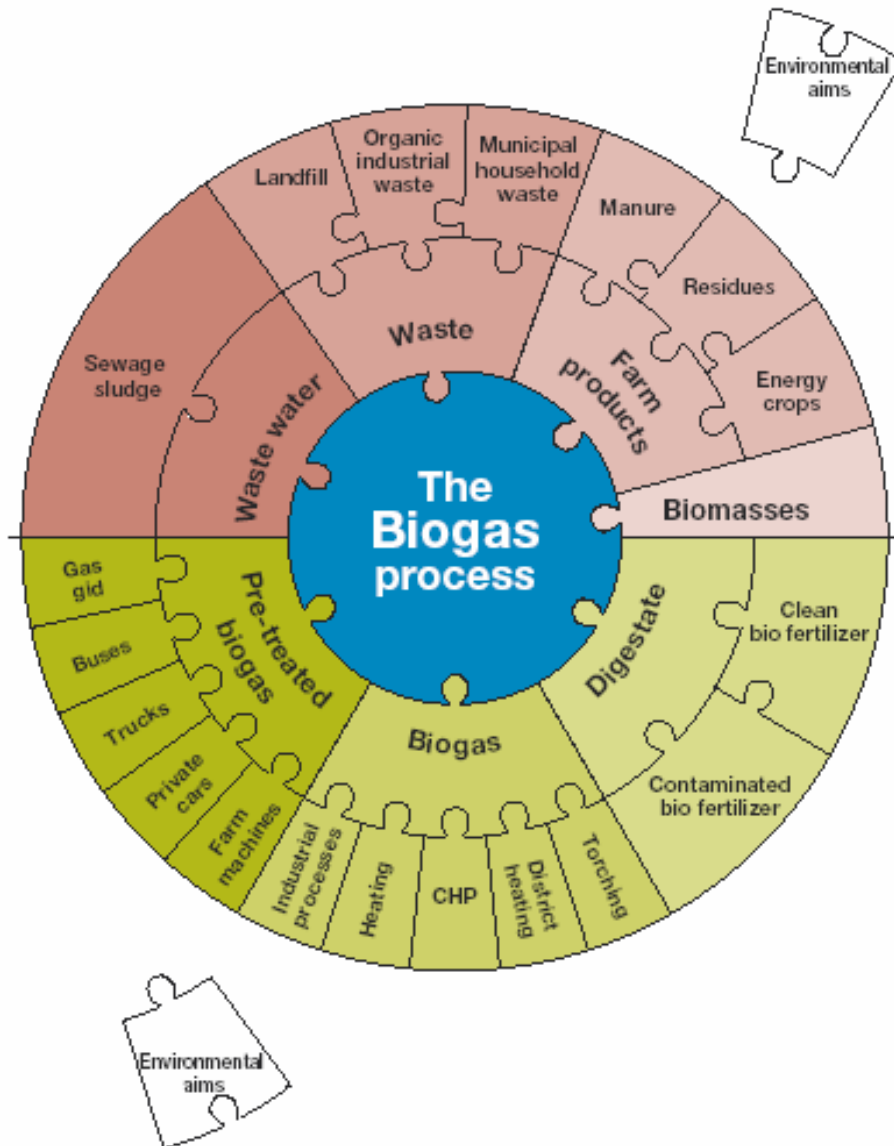 Environmental
aims
Landfill
Organic
industrial
waste
Municipal
household
waste
Manure
Residues
Energy
crops
Sewage
sludge
Waste water
Waste
Farm
products
Biomasses
The
Biogas
process
Gas
gid
Buses
Trucks
Private
cars
Farm
machines
Pre-treated
biogas
Biogas
Digestate
Clean
bio fertilizer
Contaminated
bio fertilizer
Industrial
processes
Heating
CHP
District
heating
Torching
Environmental
aims